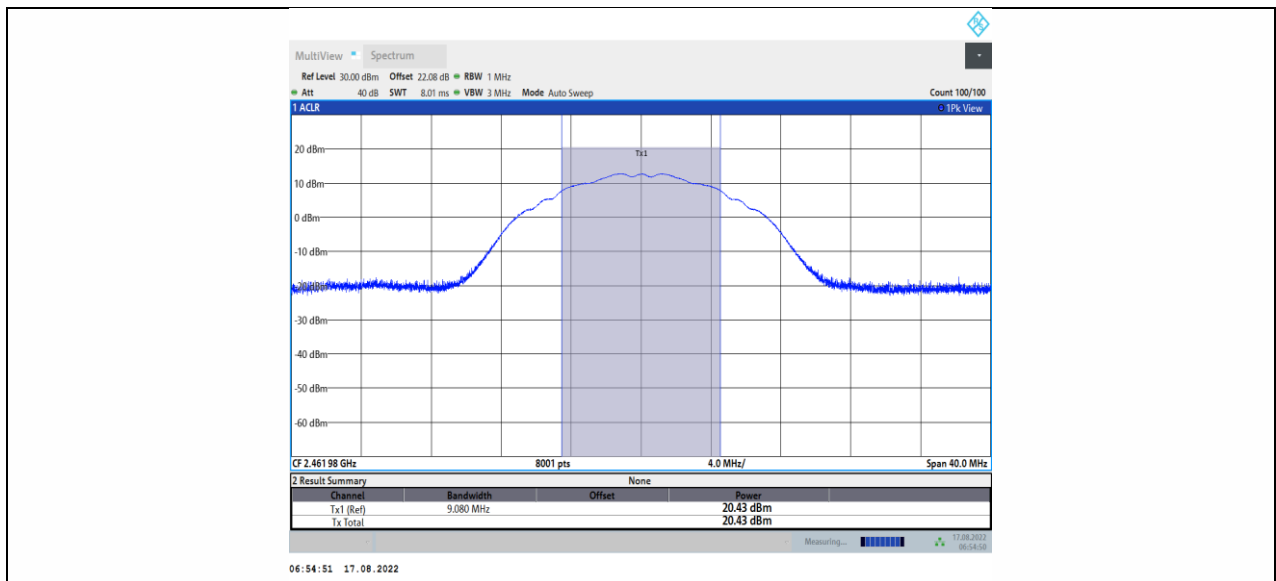 R&S
MultiView Spectrum
Ref Level 30.00 dBm Offset 22.08 dB RBW 1 MHz
Att 40 dB SWT 8.01 ms VBW 3 MHz Mode Auto Sweep Count 100/100
1 ACLR 1Pk View
Tx1
20 dBm
10 dBm
0 dBm
-10 dBm
-20 dBm
-30 dBm
-40 dBm
-50 dBm
-60 dBm
CF 2.46198 GHz 8001 pts 4.0 MHz/ Span 40.0 MHz
2 Result Summary None
Channel Bandwidth Offset Power
Tx1 (Ref) 9.080 MHz 20.43 dBm
Tx Total 20.43 dBm
Measuring... 17.08.2022
06:54:50
06:54:51 17.08.2022